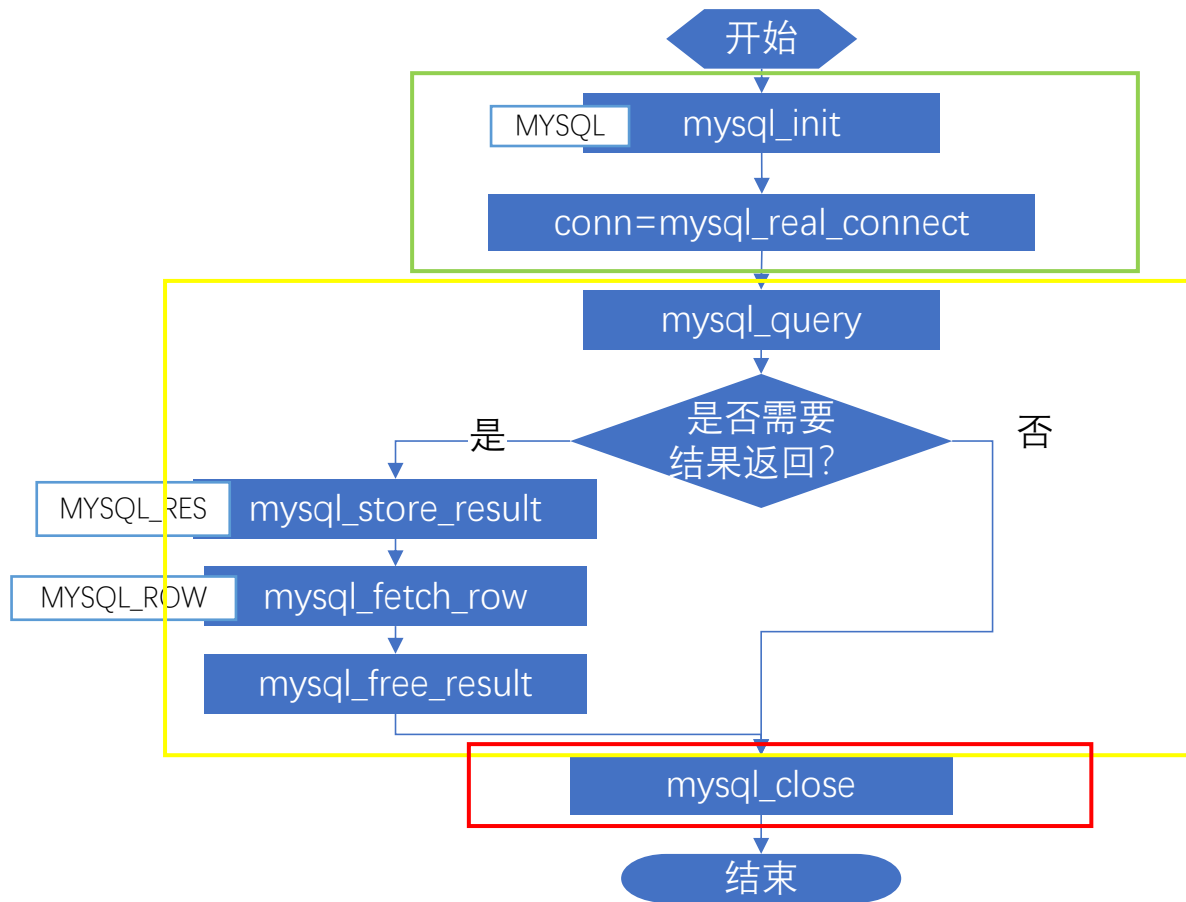 开始
MYSQL
mysql_init
conn=mysql_real_connect
mysql_query
是否需要
结果返回?
是
否
MYSQL_RES
mysql_store_result
MYSQL_ROW
mysql_fetch_row
mysql_free_result
mysql_close
结束